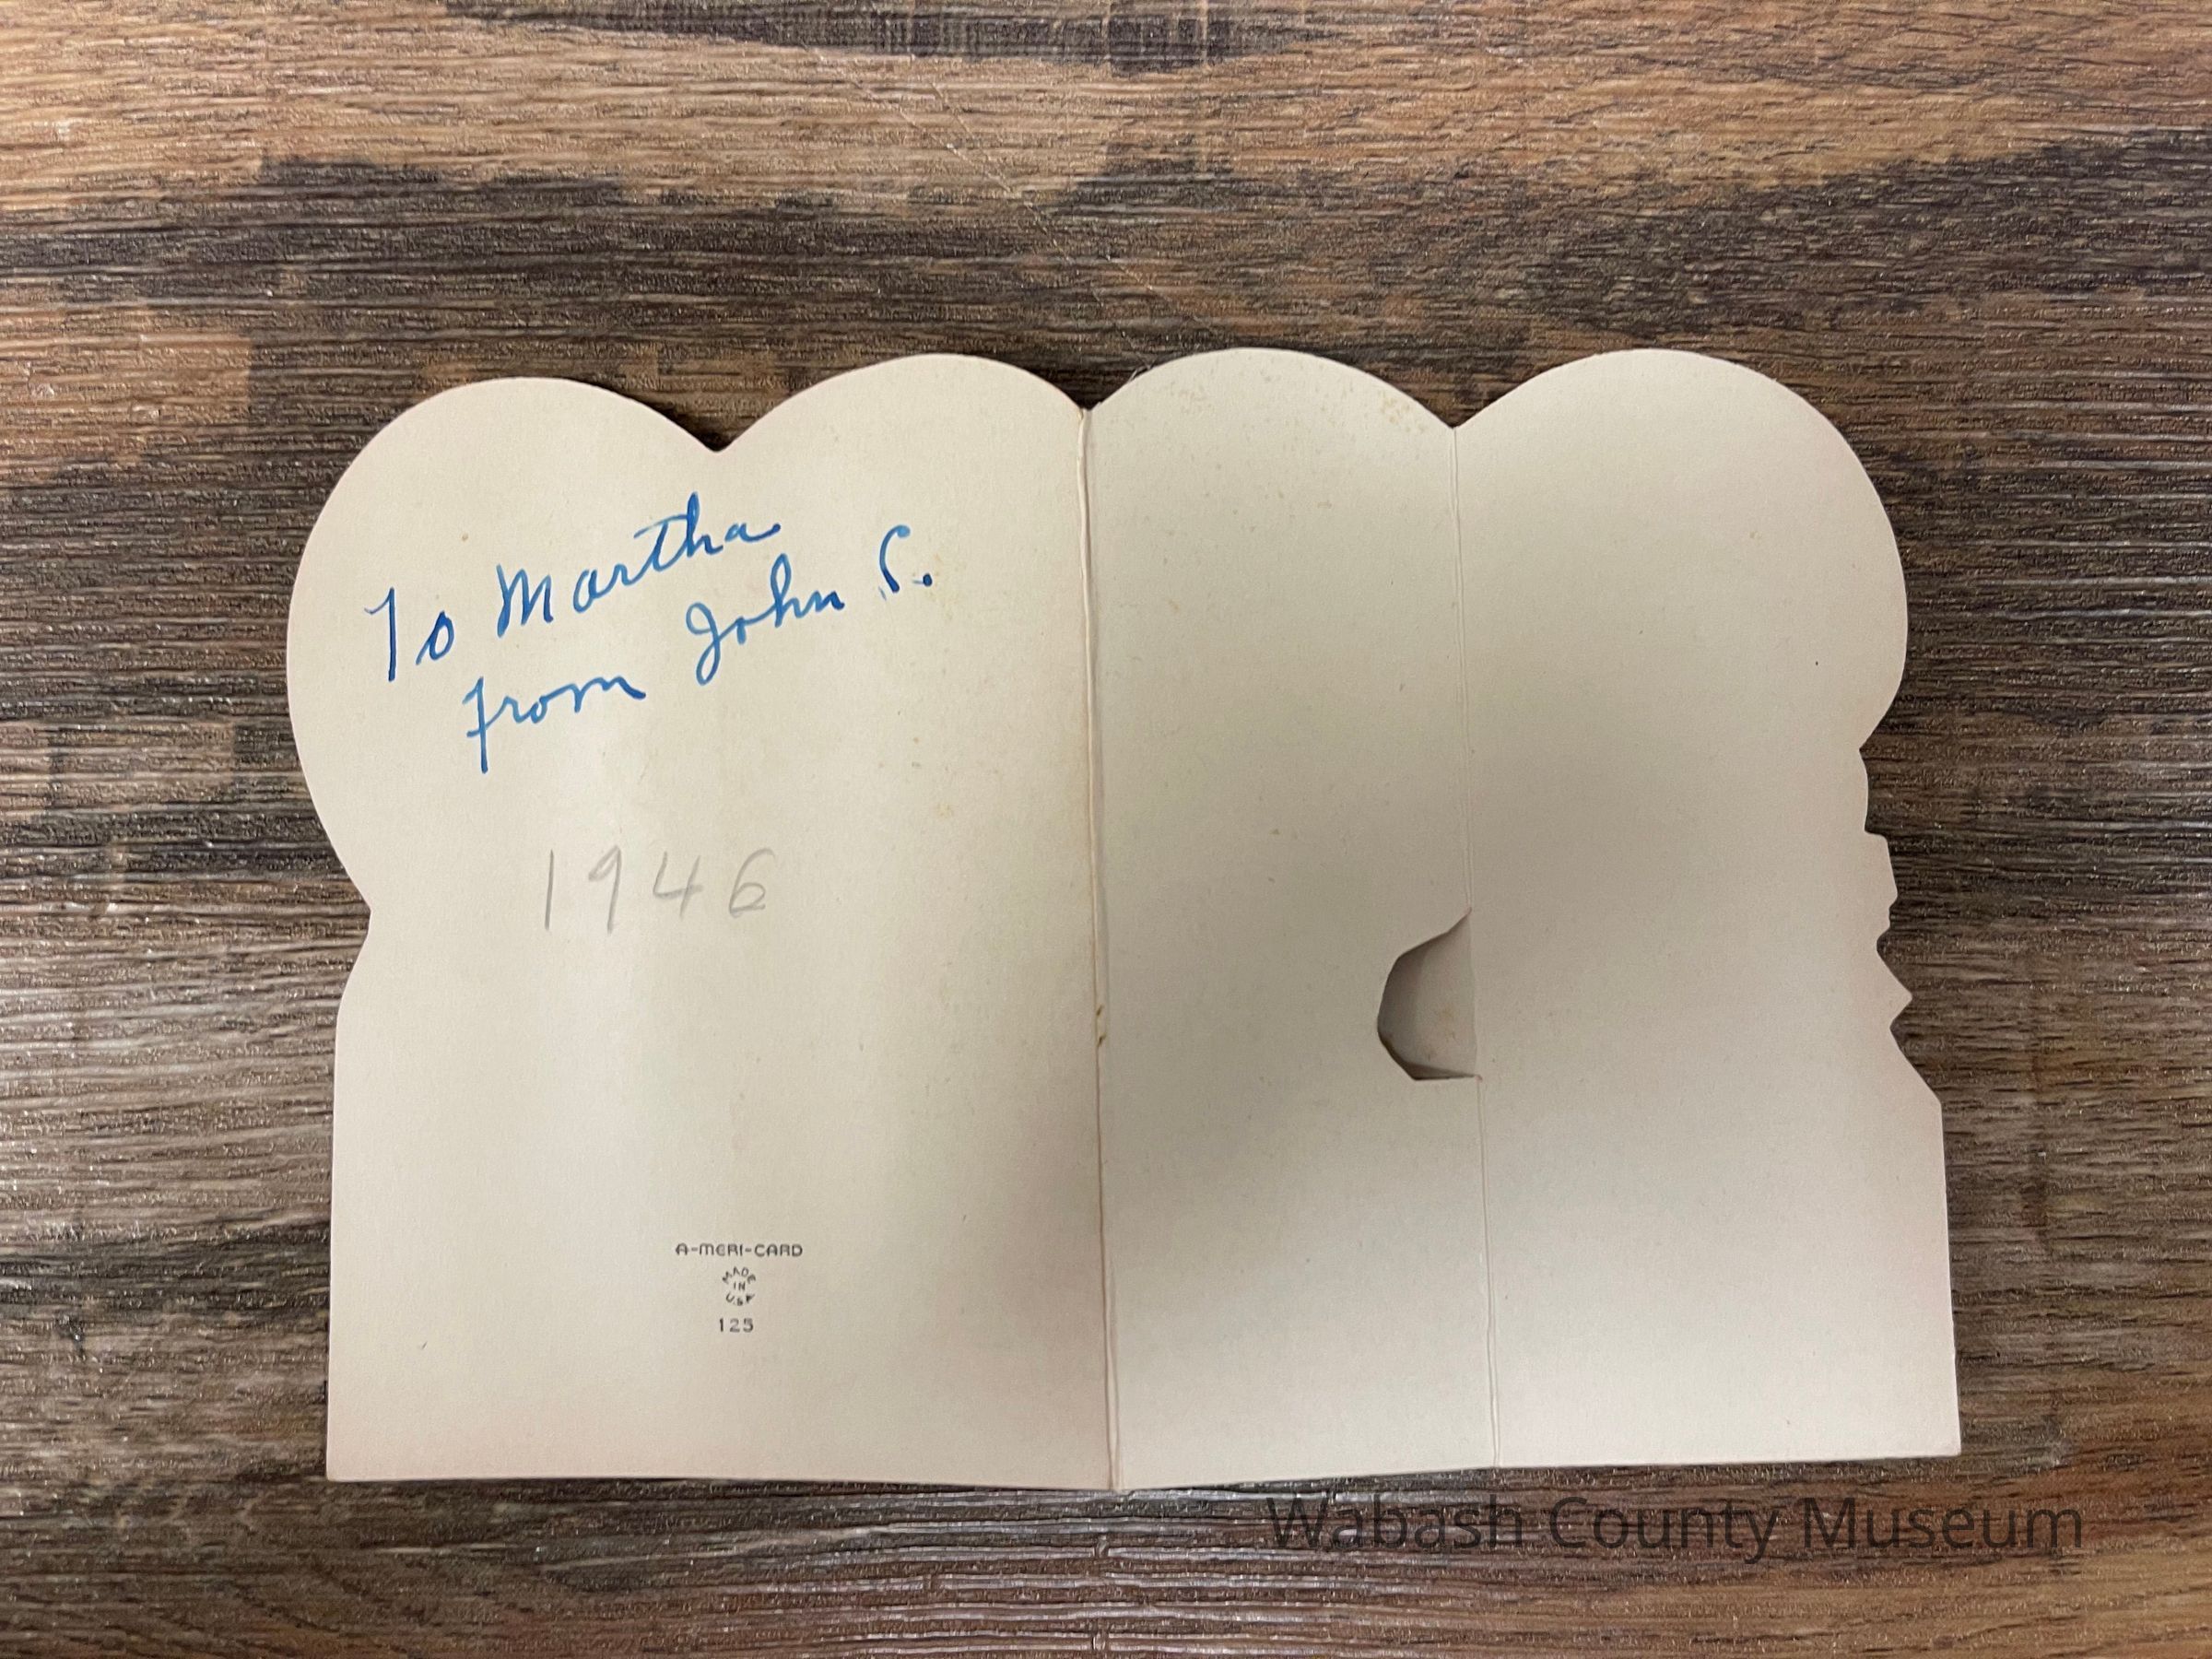 To Martha
from John C.
1946
A-MERI-CARD
MADE
IN
USA
125
Wabash County Museum